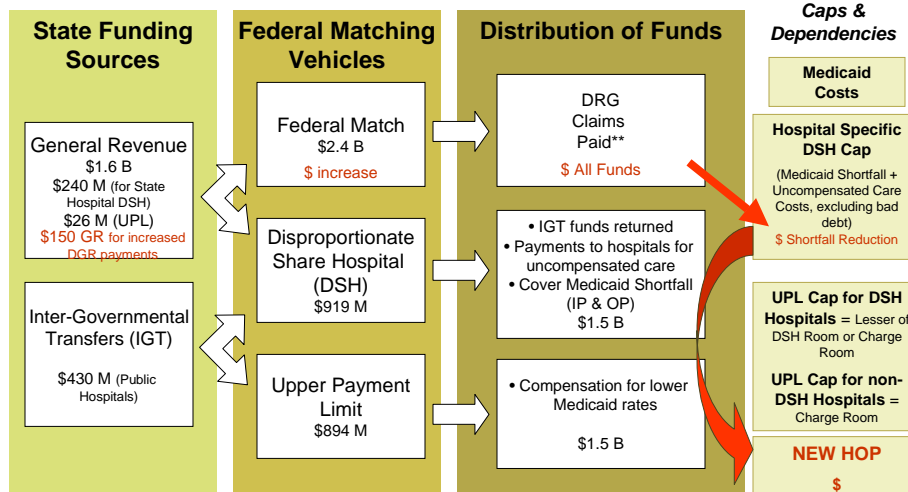 State Funding
Sources
General Revenue
$1.6 B
$240 M (for State
Hospital DSH)
$26 M (UPL)
$150 GR for increased
DGR payments
Inter-Governmental
Transfers (IGT)
$430 M (Public
Hospitals)
Federal Matching
Vehicles
Federal Match
$2.4 B
$ increase
Disproportionate
Share Hospital
(DSH)
$919 M
Upper Payment
Limit
$894 M
Distribution of Funds
DRG
Claims
Paid**
$ All Funds
• IGT funds returned
• Payments to hospitals for
uncompensated care
• Cover Medicaid Shortfall
(IP & OP)
$1.5 B
• Compensation for lower
Medicaid rates
$1.5 B
Caps &
Dependencies
Medicaid
Costs
Hospital Specific
DSH Cap
(Medicaid Shortfall +
Uncompensated Care
Costs, excluding bad
debt)
$ Shortfall Reduction
UPL Cap for DSH
Hospitals = Lesser of
DSH Room or Charge
Room
UPL Cap for non-
DSH Hospitals =
Charge Room
NEW HOP
$